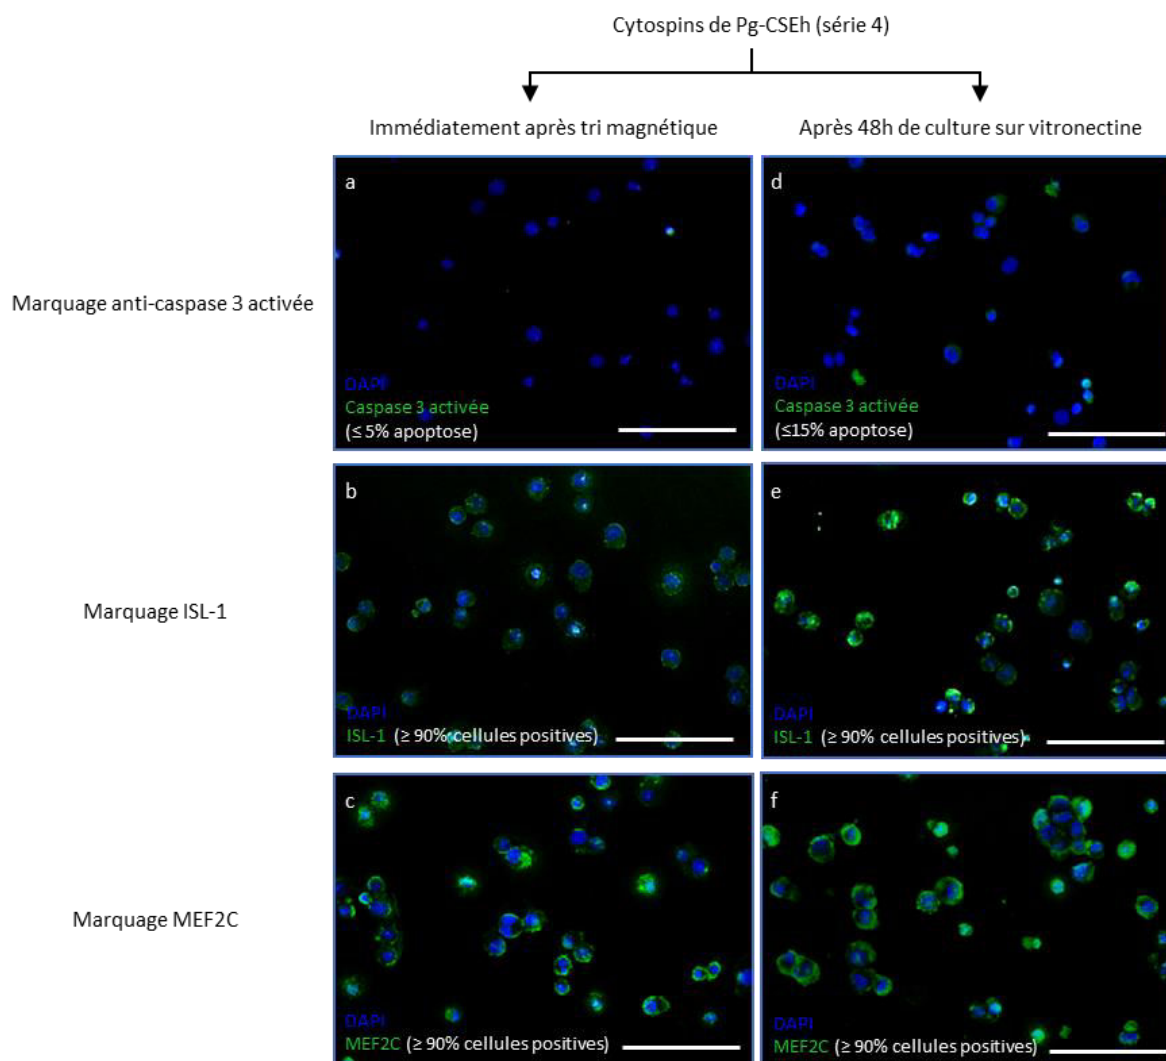 Cytospins de Pg-CSEh (série 4)
Immédiatement après tri magnétique
Après 48h de culture sur vitronectine
Marquage anti-caspase 3 activée
a
DAPI
Caspase 3 activée
(≤ 5% apoptose)
d
DAPI
Caspase 3 activée
(≤15% apoptose)
Marquage ISL-1
b
DAPI
ISL-1 (≥ 90% cellules positives)
e
DAPI
ISL-1 (≥ 90% cellules positives)
Marquage MEF2C
c
DAPI
MEF2C (≥ 90% cellules positives)
f
DAPI
MEF2C (≥ 90% cellules positives)